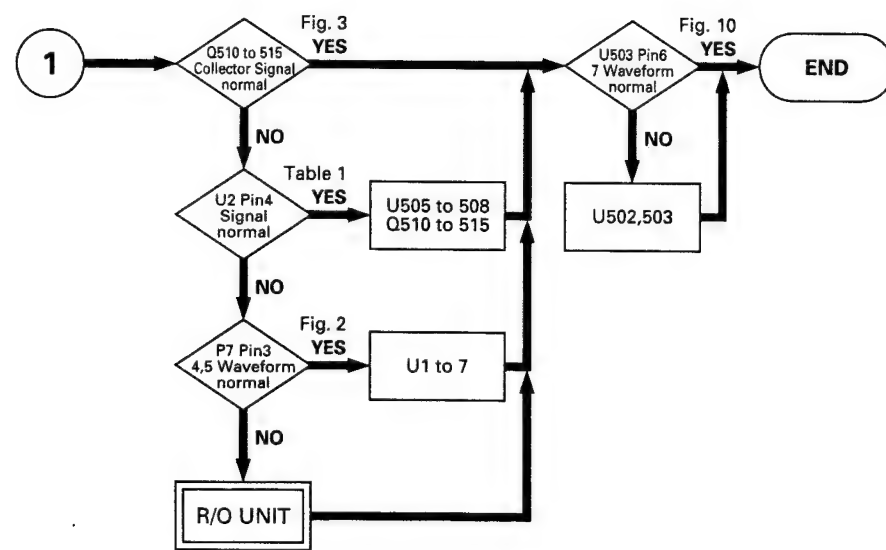 1
Q510 to 515
Collector Signal
normal
Fig. 3
YES
U503 Pin6
7 Waveform
normal
Fig. 10
YES
END
NO
NO
U2 Pin4
Signal
normal
Table 1
YES
U505 to 508
Q510 to 515
U502,503
NO
P7 Pin3
4,5 Waveform
normal
Fig. 2
YES
U1 to 7
NO
R/O UNIT